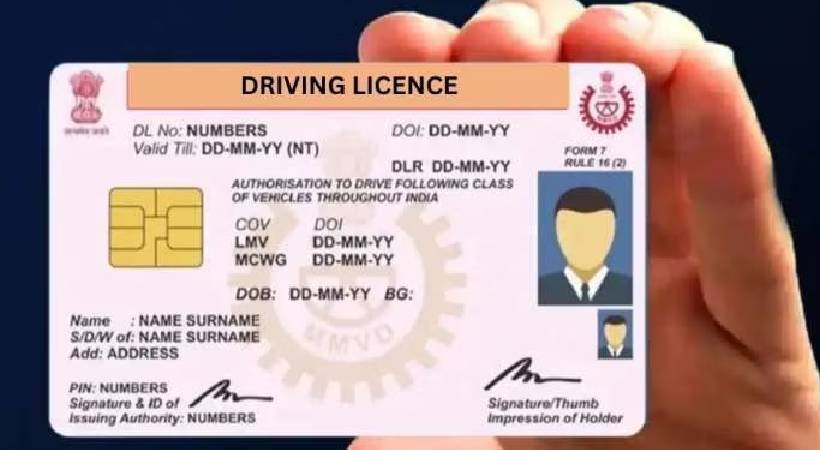 DRIVING LICENCE
DL No: NUMBERS
DOI: DD-MM-YY
Valid Till: DD-MM-YY (NT)
FORM 7
RULE 16 (2)
DLR DD-MM-YY
AUTHORISATION TO DRIVE FOLLOWING CLASS
OF VEHICLES THROUGHOUT INDIA
COV DOI
LMV DD-MM-YY
MCWG DD-MM-YY
DOB: DD-MM-YY BG:
MMVD
Name : NAME SURNAME
S/D/W of: NAME SURNAME
Add: ADDRESS
PIN: NUMBERS
Signature & ID of
Issuing Authority: NUMBERS
Signature/Thumb
Impression of Holder